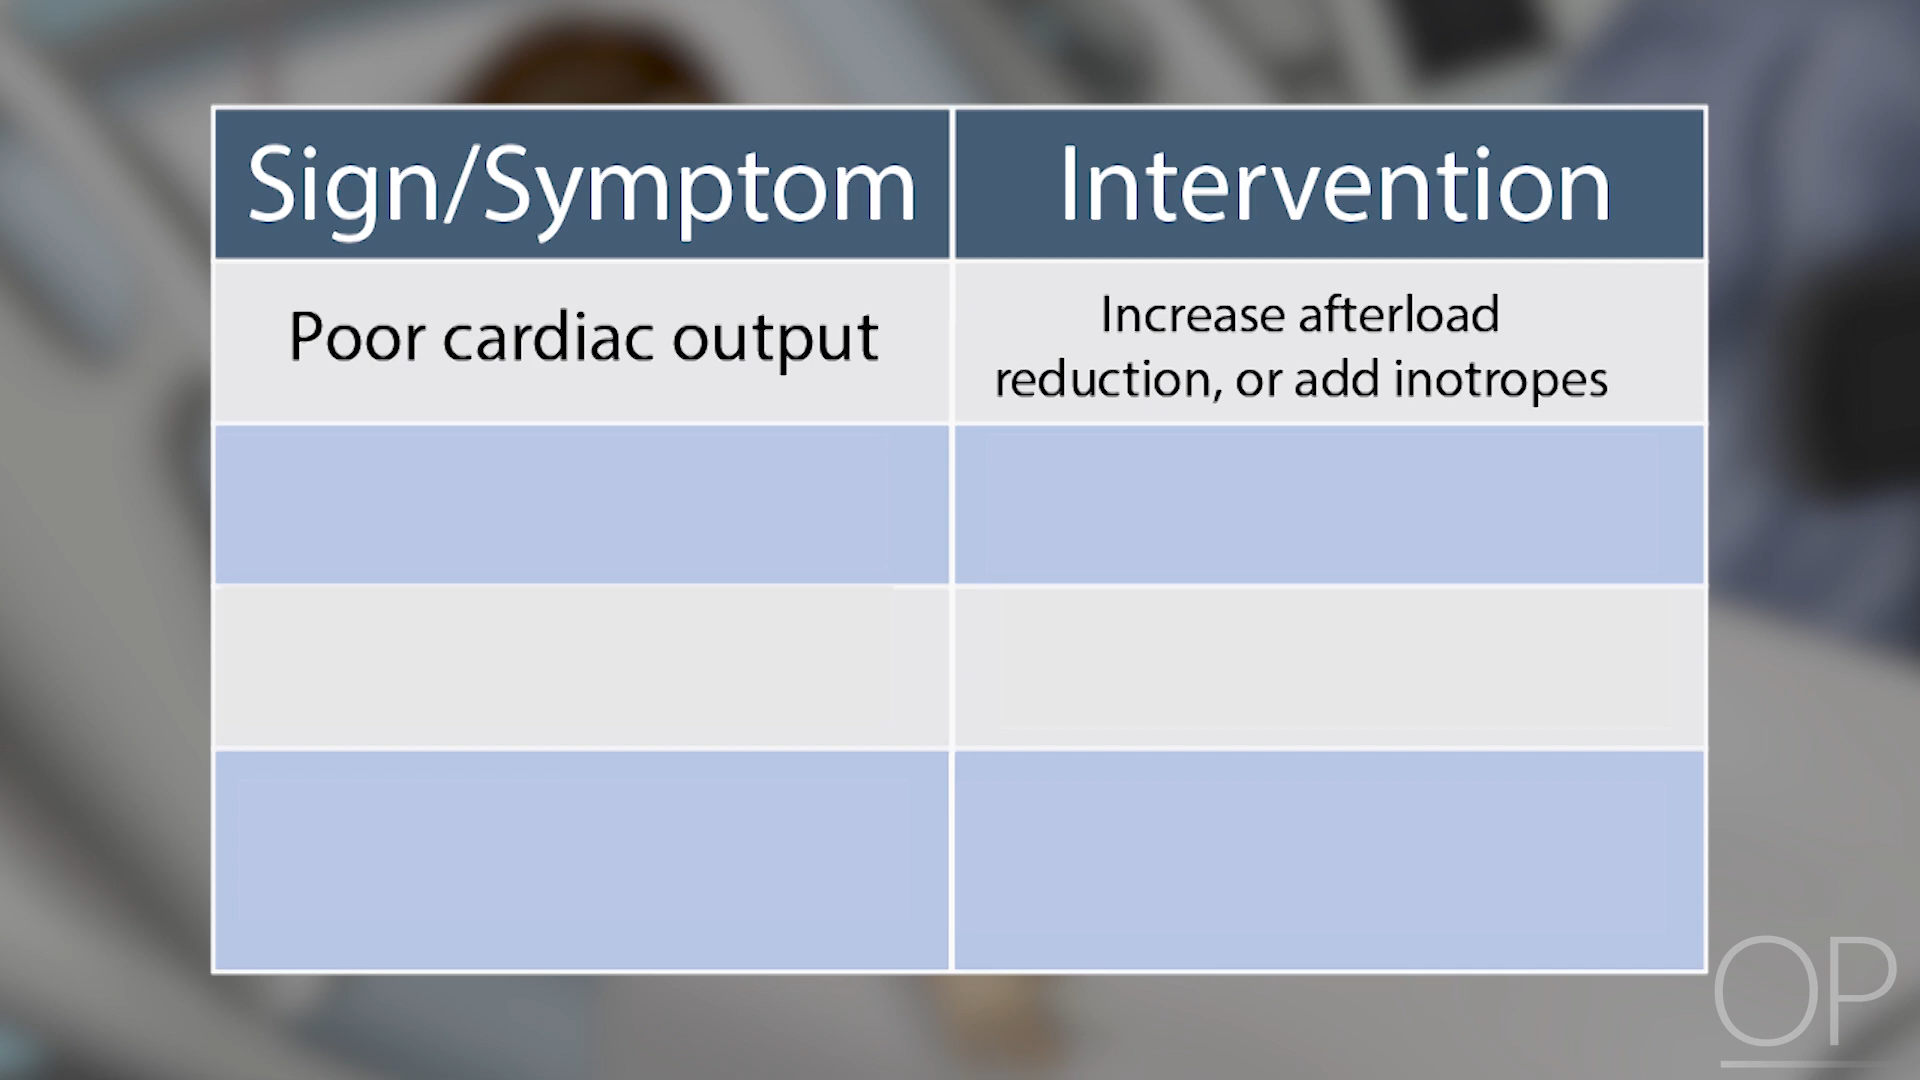 Sign/Symptom
Intervention
Poor cardiac output
Increase afterload
reduction, or add inotropes
OP